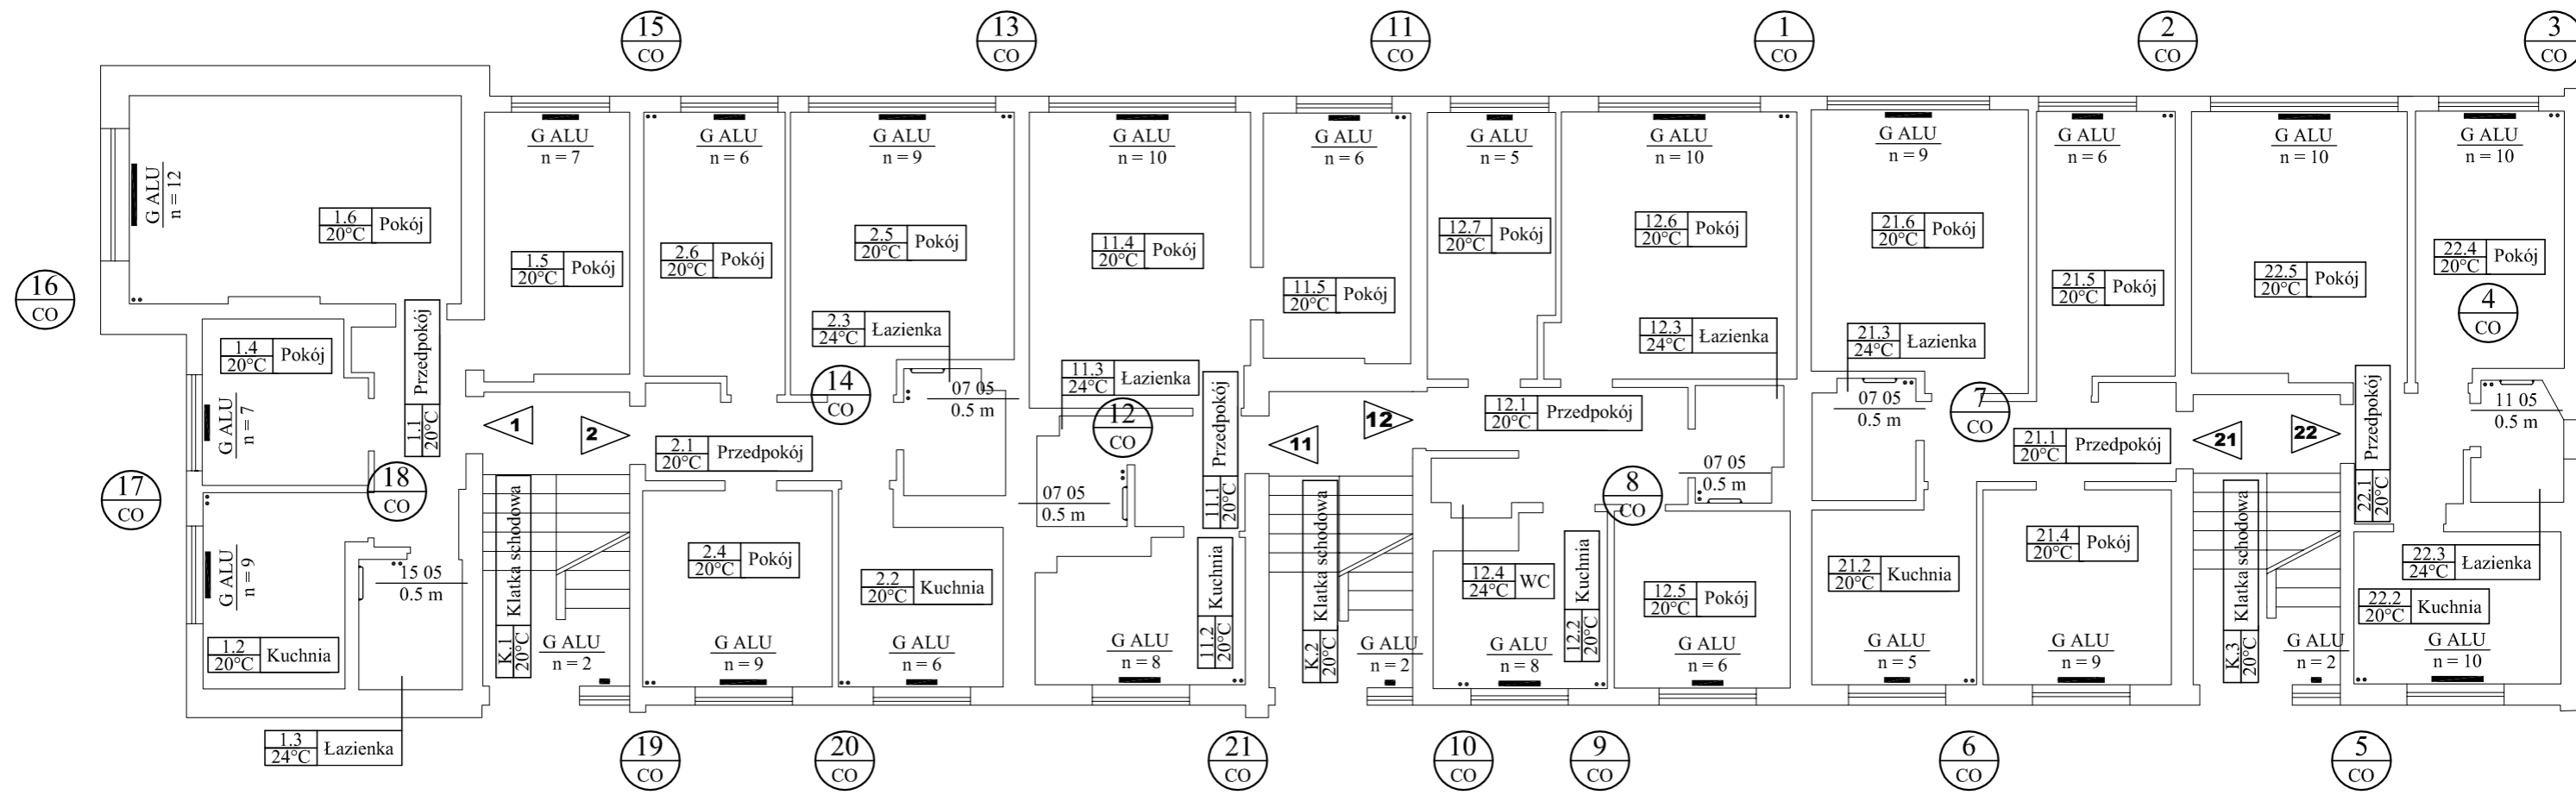 15
CO
13
CO
11
CO
1
CO
2
CO
3
CO
G ALU
n = 12
G ALU
n = 7
G ALU
n = 6
G ALU
n = 9
G ALU
n = 10
G ALU
n = 6
G ALU
n = 5
G ALU
n = 10
G ALU
n = 9
G ALU
n = 6
G ALU
n = 10
G ALU
n = 10
1.6 Pokój
20°C
1.5 Pokój
20°C
2.6 Pokój
20°C
2.5 Pokój
20°C
11.4 Pokój
20°C
11.5 Pokój
20°C
12.7 Pokój
20°C
12.6 Pokój
20°C
21.6 Pokój
20°C
21.5 Pokój
20°C
22.5 Pokój
20°C
22.4 Pokój
20°C
16
CO
4
CO
1.4 Pokój
20°C
1.1 Przedpokój
20°C
2.3 Łazienka
24°C
11.3 Łazienka
24°C
12.3 Łazienka
24°C
21.3 Łazienka
24°C
14
CO
07 05
0.5 m
12
CO
07 05
0.5 m
11.1 Przedpokój
20°C
12.1 Przedpokój
20°C
07 05
0.5 m
07 05
0.5 m
7
CO
21.1 Przedpokój
20°C
22.1 Przedpokój
20°C
11 05
0.5 m
G ALU
n = 7
1
2
2.1 Przedpokój
20°C
11
12
21
22
17
CO
18
CO
8
CO
G ALU
n = 9
15 05
0.5 m
K.1 Klatka schodowa
20°C
2.4 Pokój
20°C
2.2 Kuchnia
20°C
11.2 Kuchnia
20°C
K.2 Klatka schodowa
20°C
12.4 WC
24°C
12.2 Kuchnia
20°C
12.5 Pokój
20°C
21.2 Kuchnia
20°C
21.4 Pokój
20°C
K.3 Klatka schodowa
20°C
22.3 Łazienka
24°C
22.2 Kuchnia
20°C
1.2 Kuchnia
20°C
G ALU
n = 2
G ALU
n = 9
G ALU
n = 6
G ALU
n = 8
G ALU
n = 2
G ALU
n = 8
G ALU
n = 6
G ALU
n = 5
G ALU
n = 9
G ALU
n = 2
G ALU
n = 10
1.3 Łazienka
24°C
19
CO
20
CO
21
CO
10
CO
9
CO
6
CO
5
CO